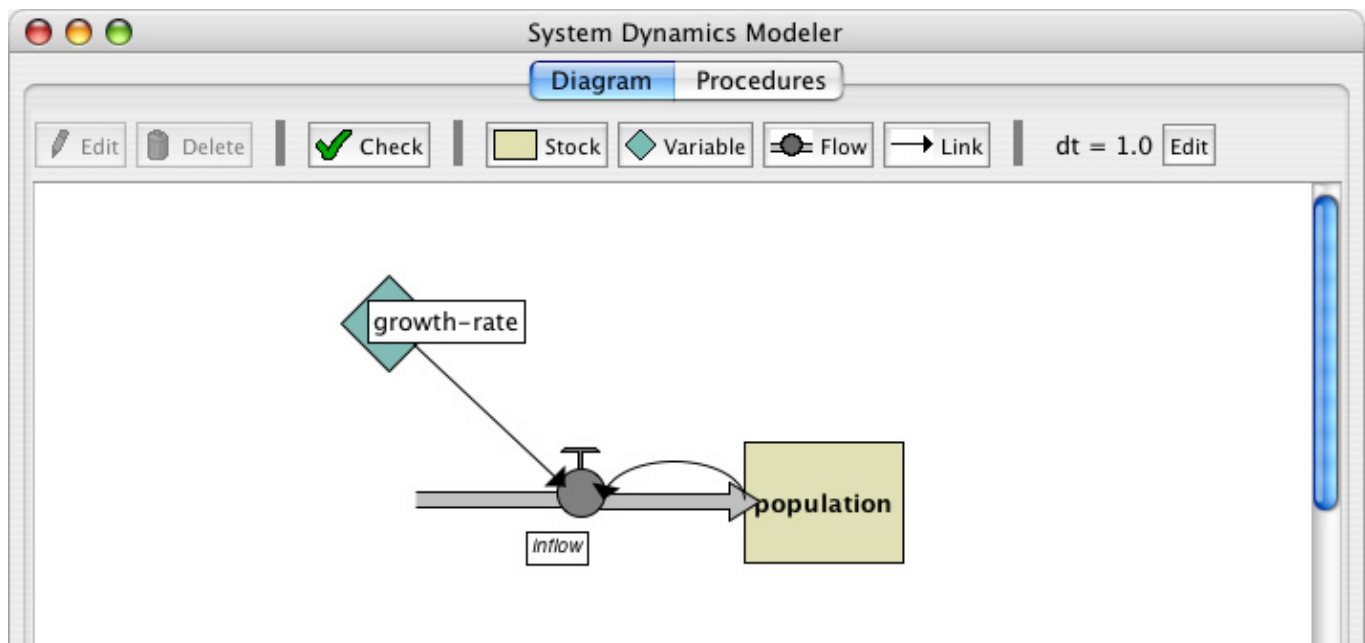 System Dynamics Modeler
Diagram Procedures
Edit Delete Check Stock Variable Flow Link dt = 1.0 Edit
growth-rate
population
inflow